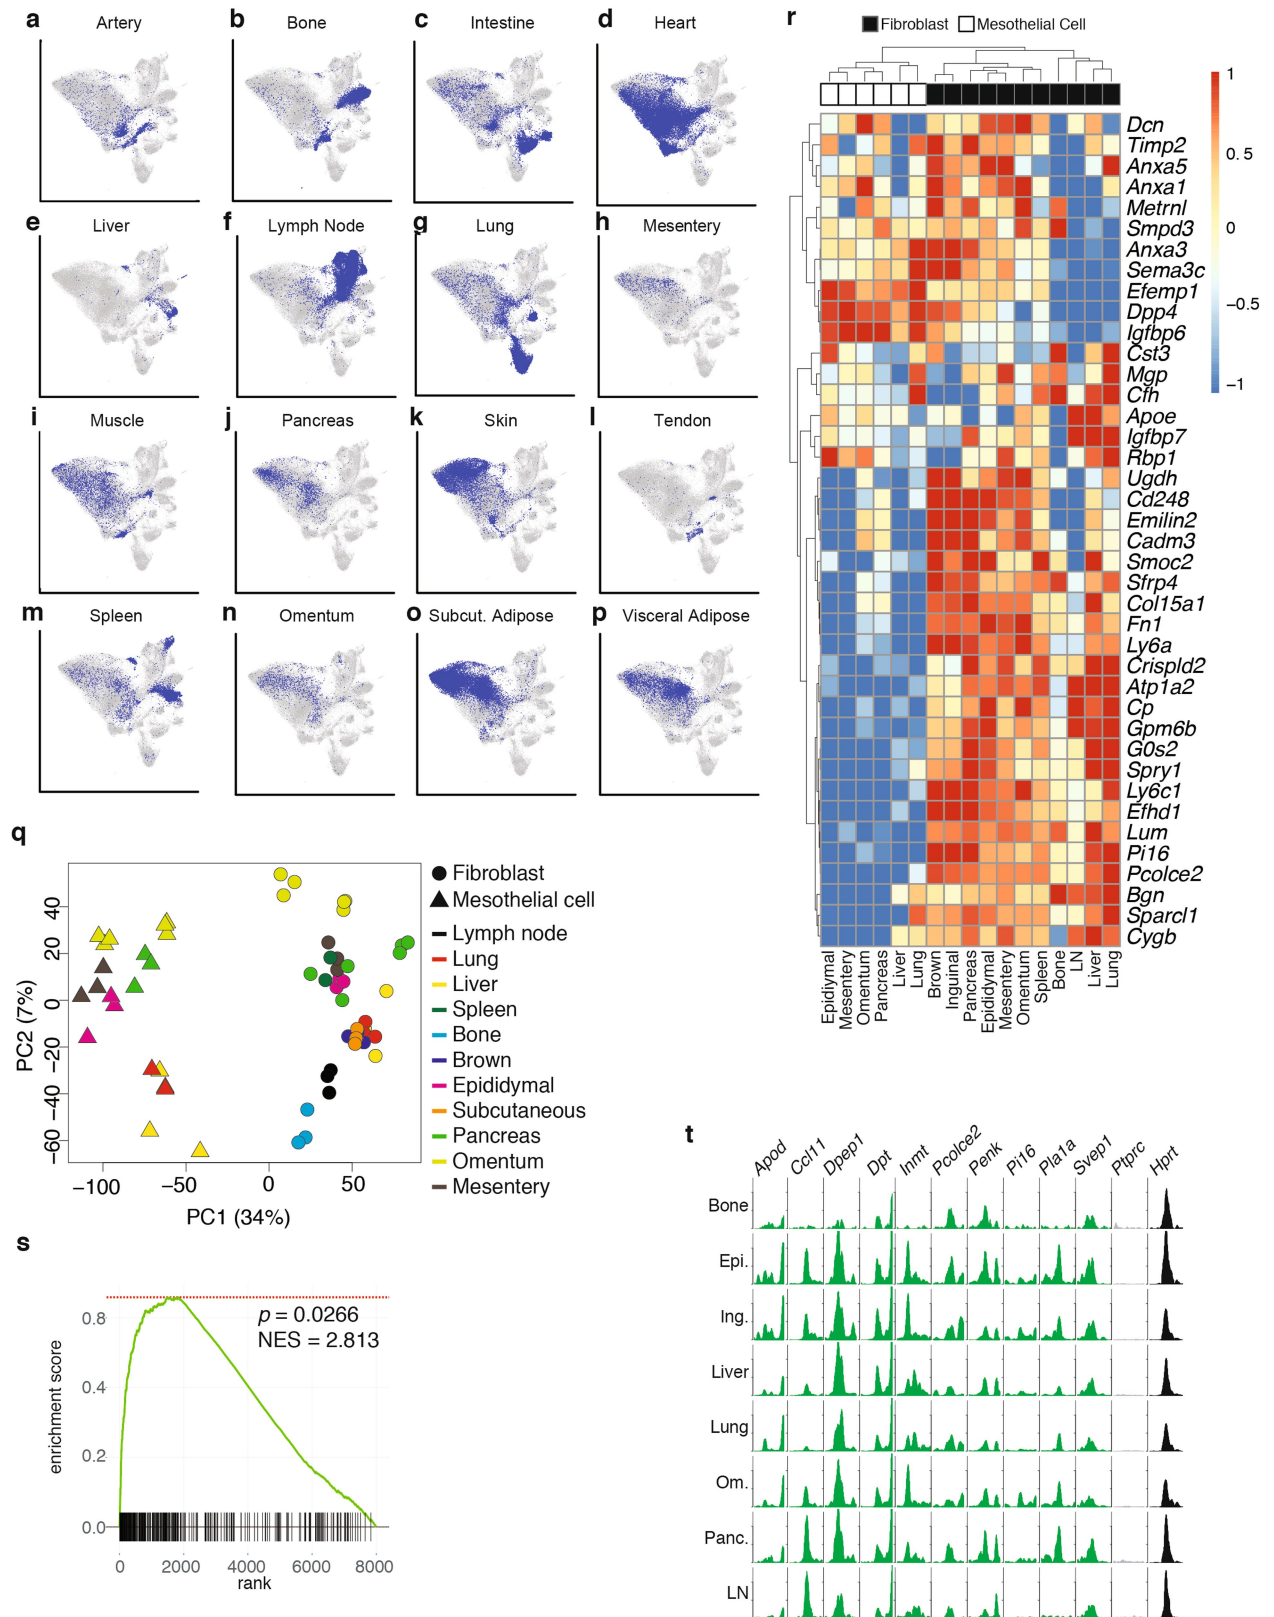 a Artery
b Bone
c Intestine
d Heart
e Liver
f Lymph Node
g Lung
h Mesentery
i Muscle
j Pancreas
k Skin
l Tendon
m Spleen
n Omentum
o Subcut. Adipose
p Visceral Adipose
q
PC2 (7%)
40
20
0
−20
−40
−60
−100 −50 0 50
PC1 (34%)
Fibroblast
Mesothelial cell
Lymph node
Lung
Liver
Spleen
Bone
Brown
Epididymal
Subcutaneous
Pancreas
Omentum
Mesentery
r
Fibroblast Mesothelial Cell
1
0.5
0
−0.5
−1
Dcn
Timp2
Anxa5
Anxa1
Metrnl
Smpd3
Anxa3
Sema3c
Efemp1
Dpp4
Igfbp6
Cst3
Mgp
Cfh
Apoe
Igfbp7
Rbp1
Ugdh
Cd248
Emilin2
Cadm3
Smoc2
Sfrp4
Col15a1
Fn1
Ly6a
Crispld2
Atp1a2
Cp
Gpm6b
G0s2
Spry1
Ly6c1
Efhd1
Lum
Pi16
Pcolce2
Bgn
Sparcl1
Cygb
Epididymal
Mesentery
Omentum
Pancreas
Liver
Lung
Brown
Inguinal
Pancreas
Epididymal
Mesentery
Omentum
Spleen
Bone
LN
Liver
Lung
s
enrichment score
0.8
0.4
0.2
0.0
p = 0.0266
NES = 2.813
0 2000 4000 6000 8000
rank
t
Apod Ccl11 Dpep1 Dpt Inmt Pcolce2 Penk Pi16 Pla1a Svep1 Ptprc Hprt
Bone
Epi.
Ing.
Liver
Lung
Om.
Panc.
LN